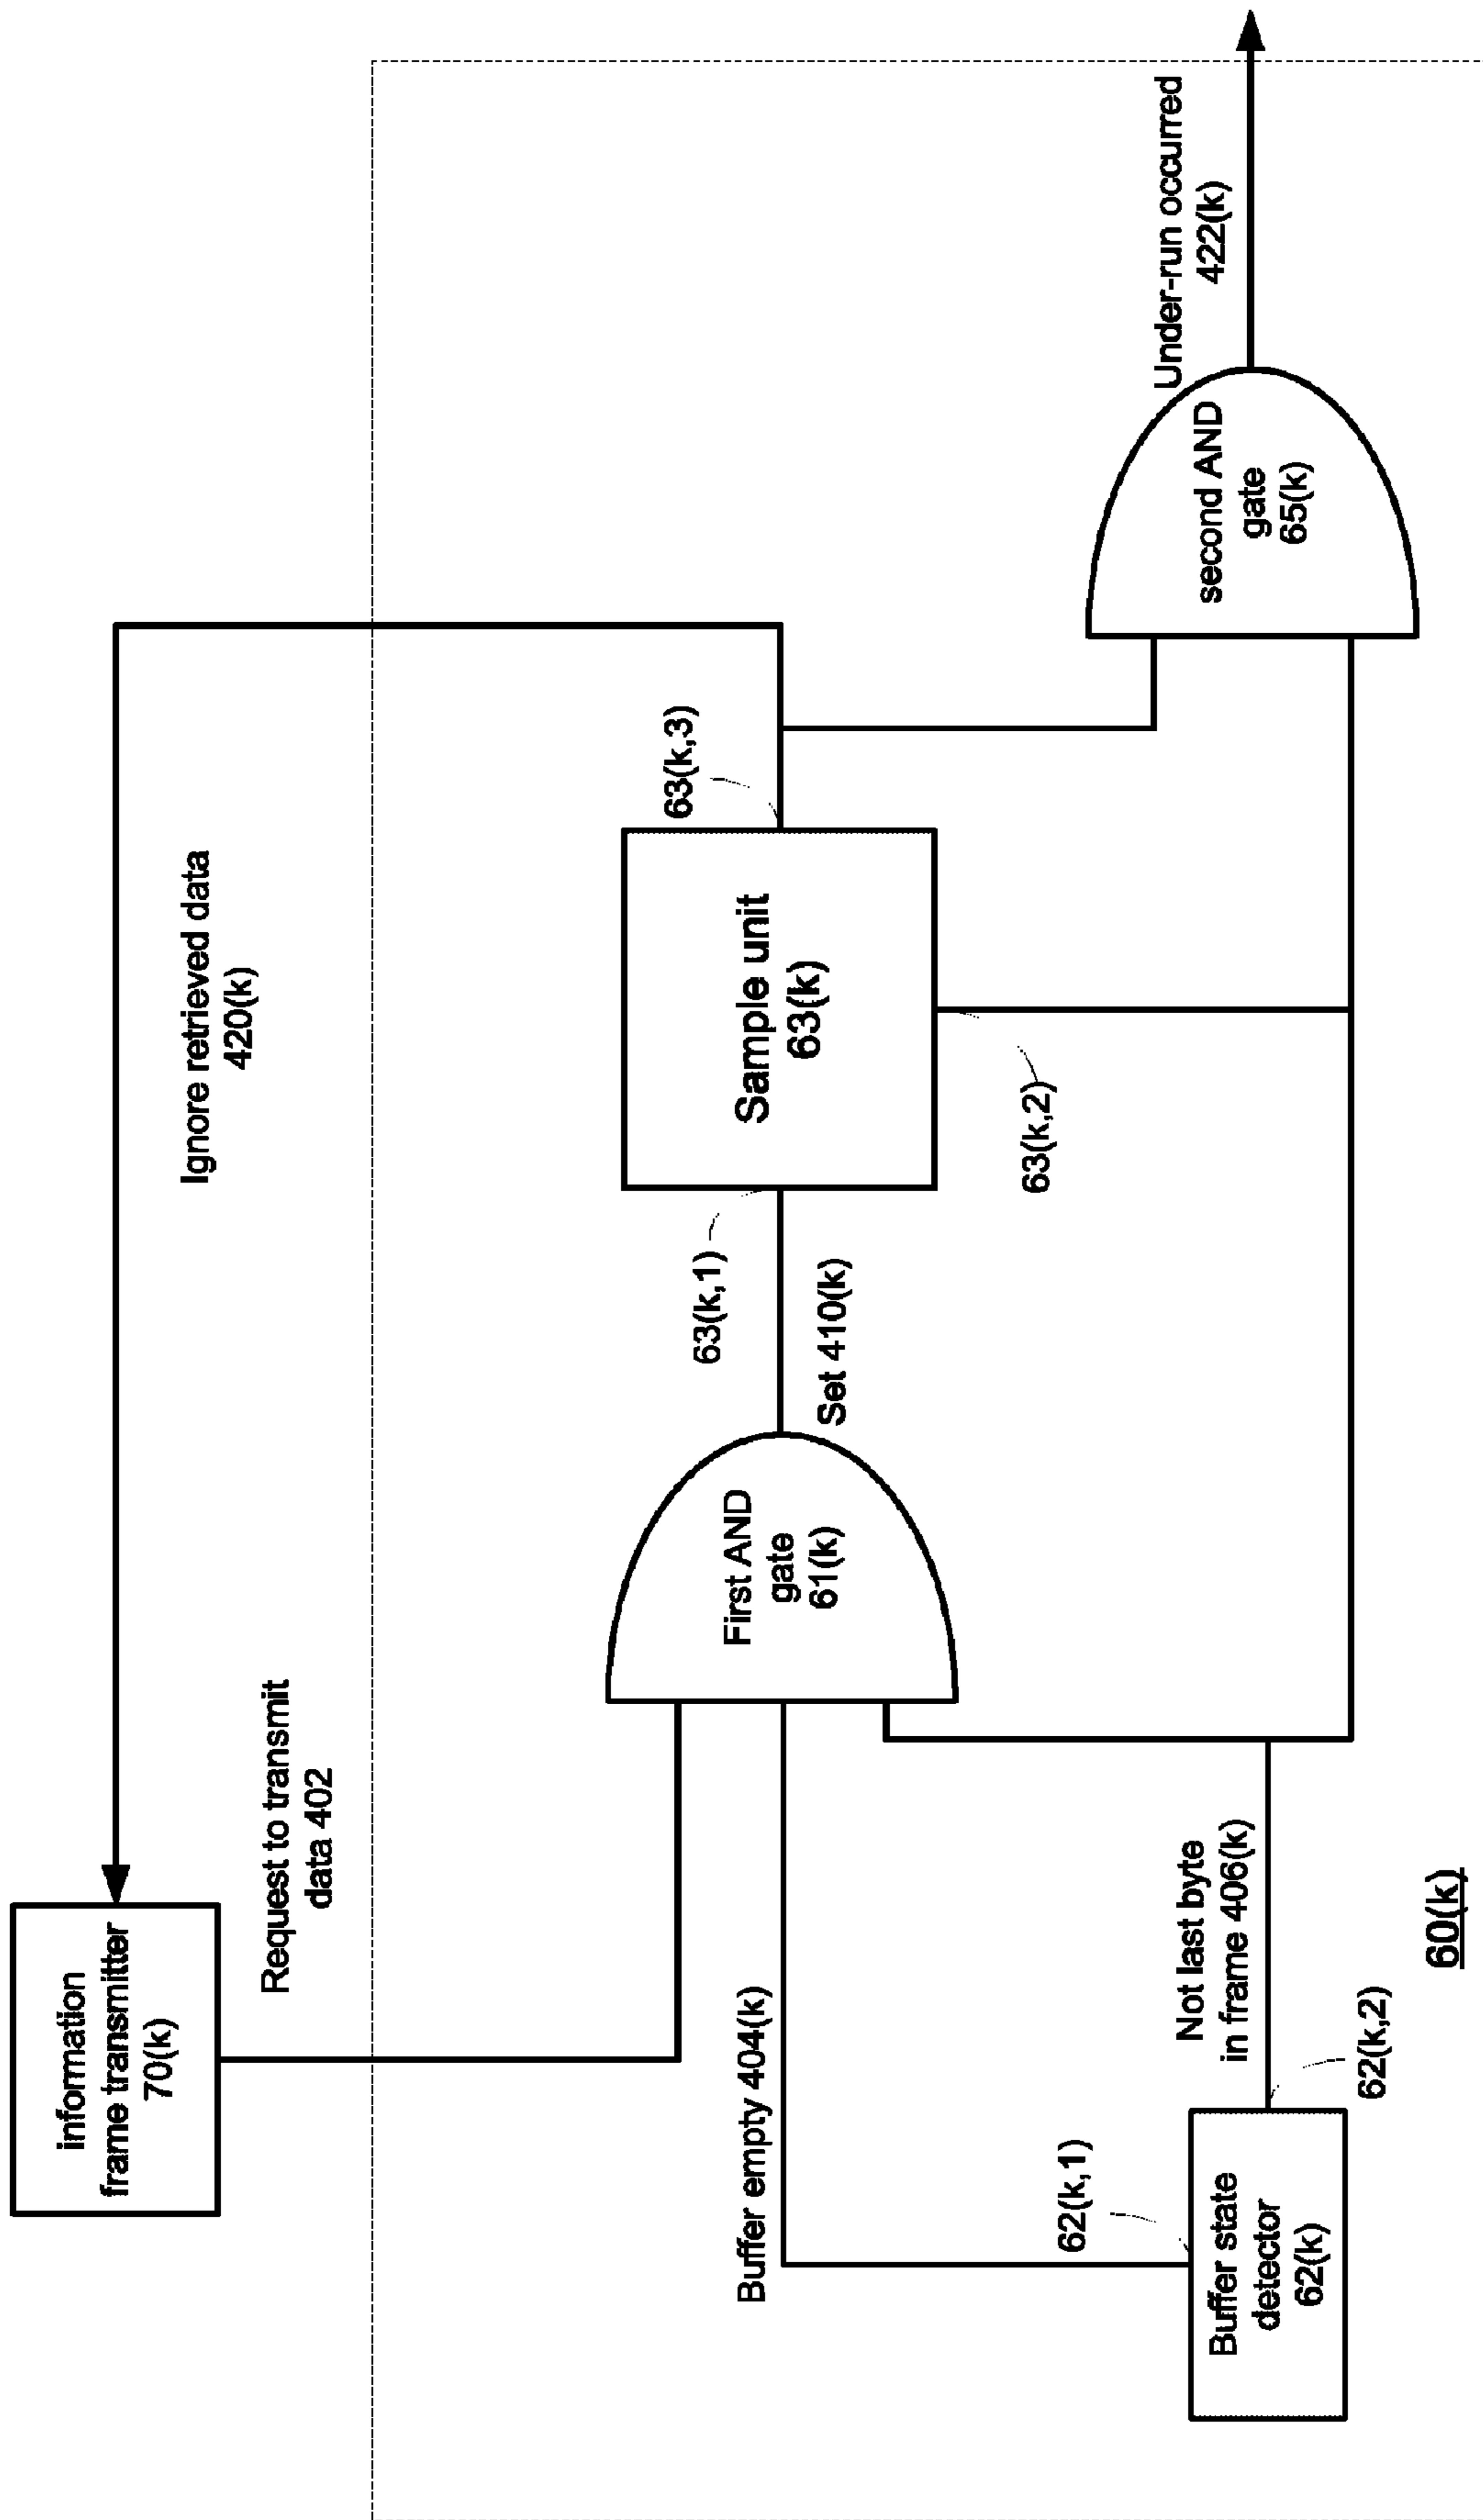 information
frame transmitter
70(k)
Ignore retrieved data
420(k)
Request to transmit
data 402
Buffer empty 404(k)
First AND
gate
61(k)
63(k,1)
Set 410(k)
Sample unit
63(k)
63(k,3)
63(k,2)
62(k,1)
Buffer state
detector
62(k)
62(k,2)
Not last byte
in frame 406(k)
second AND
gate
65(k)
Under-run occurred
422(k)
60(k)